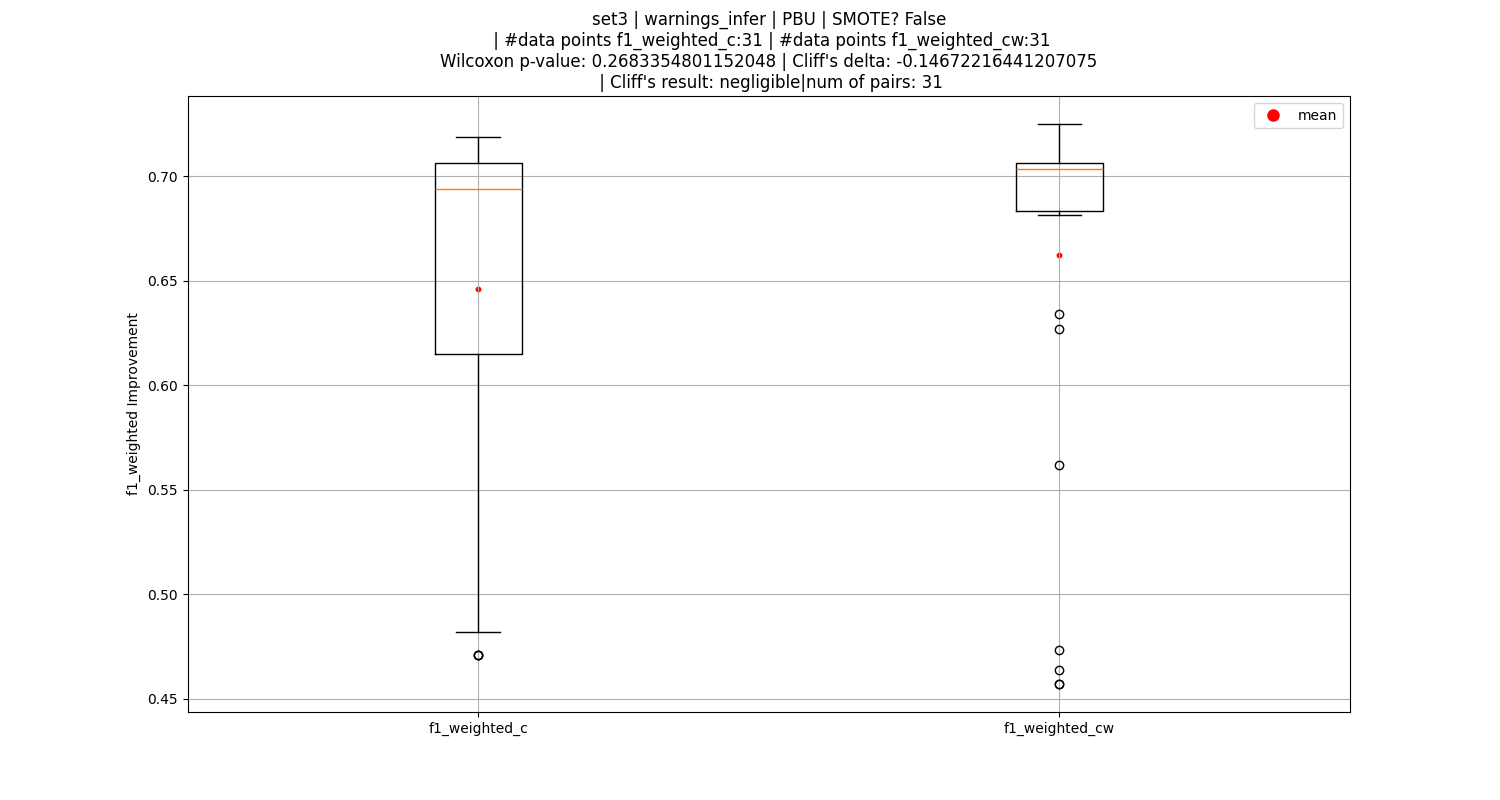 set3 | warnings_infer | PBU | SMOTE? False
| #data points f1_weighted_c:31 | #data points f1_weighted_cw:31
Wilcoxon p-value: 0.2683354801152048 | Cliff's delta: -0.14672216441207075
| Cliff's result: negligible|num of pairs: 31
mean
f1_weighted Improvement
0.70
0.65
0.60
0.55
0.50
0.45
f1_weighted_c
f1_weighted_cw